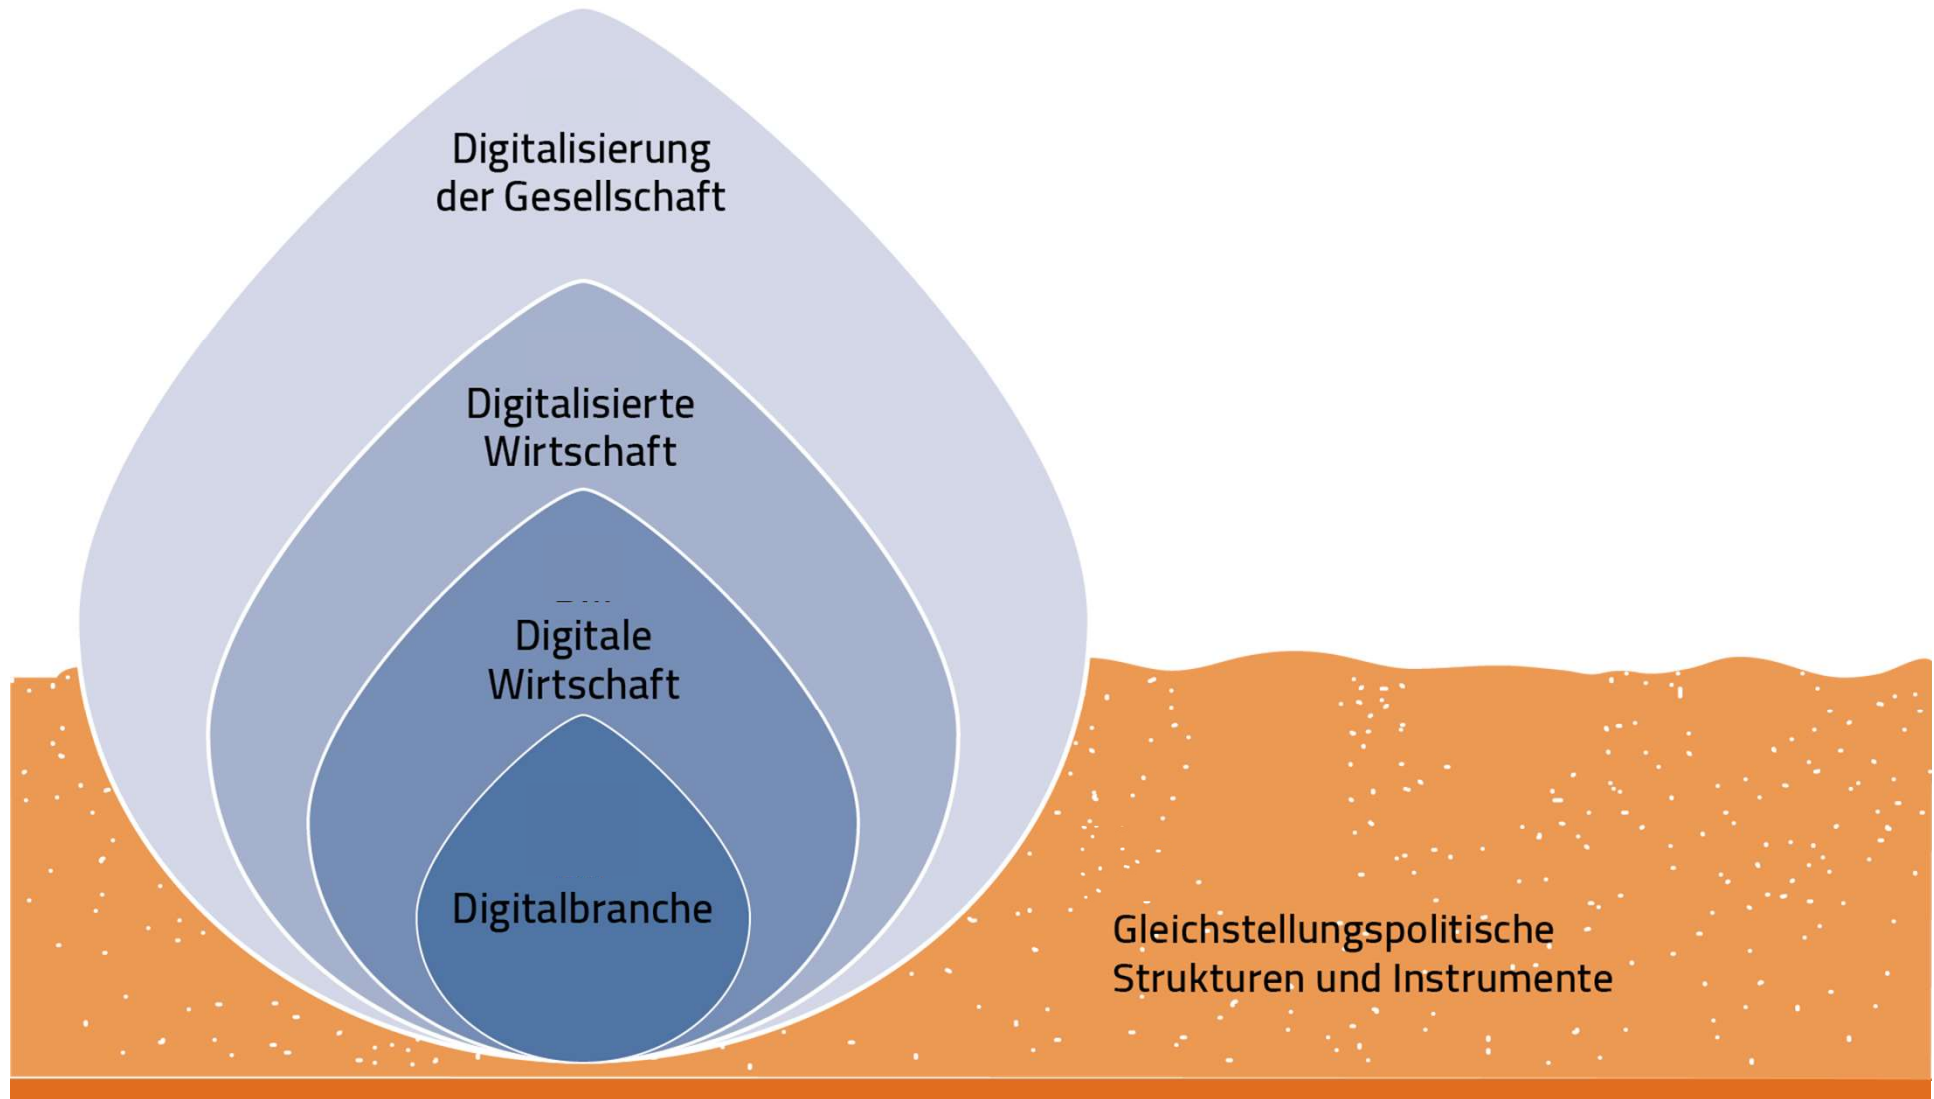 Digitalisierung
der Gesellschaft
Digitalisierte
Wirtschaft
Digitale
Wirtschaft
Digitalbranche
Gleichstellungspolitische
Strukturen und Instrumente